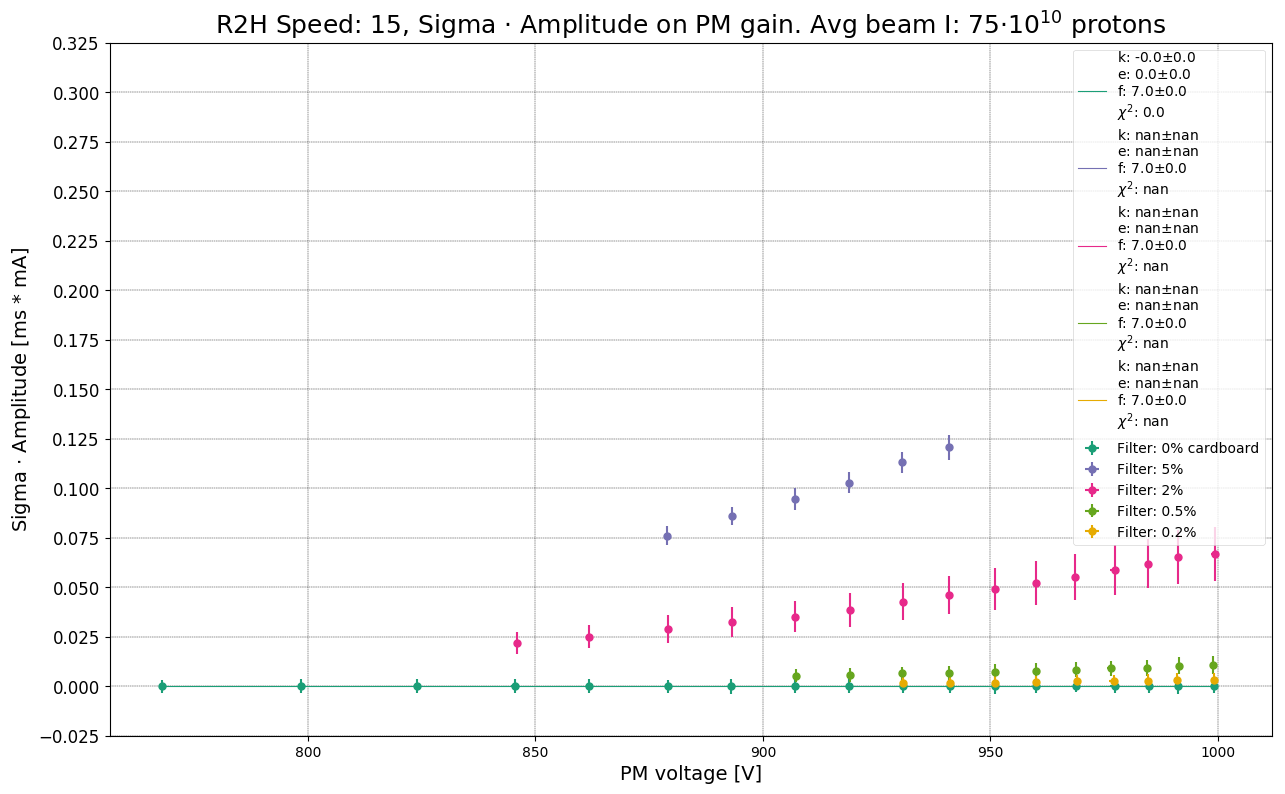 R2H Speed: 15, Sigma · Amplitude on PM gain. Avg beam I: 75·10¹⁰ protons
Sigma · Amplitude [ms * mA]
0.325
0.300
0.275
0.250
0.225
0.200
0.175
0.150
0.125
0.100
0.075
0.050
0.025
0.000
−0.025
k: -0.0±0.0
e: 0.0±0.0
f: 7.0±0.0
χ²: 0.0
k: nan±nan
e: nan±nan
f: 7.0±0.0
χ²: nan
k: nan±nan
e: nan±nan
f: 7.0±0.0
χ²: nan
k: nan±nan
e: nan±nan
f: 7.0±0.0
χ²: nan
k: nan±nan
e: nan±nan
f: 7.0±0.0
χ²: nan
Filter: 0% cardboard
Filter: 5%
Filter: 2%
Filter: 0.5%
Filter: 0.2%
800
850
900
950
1000
PM voltage [V]